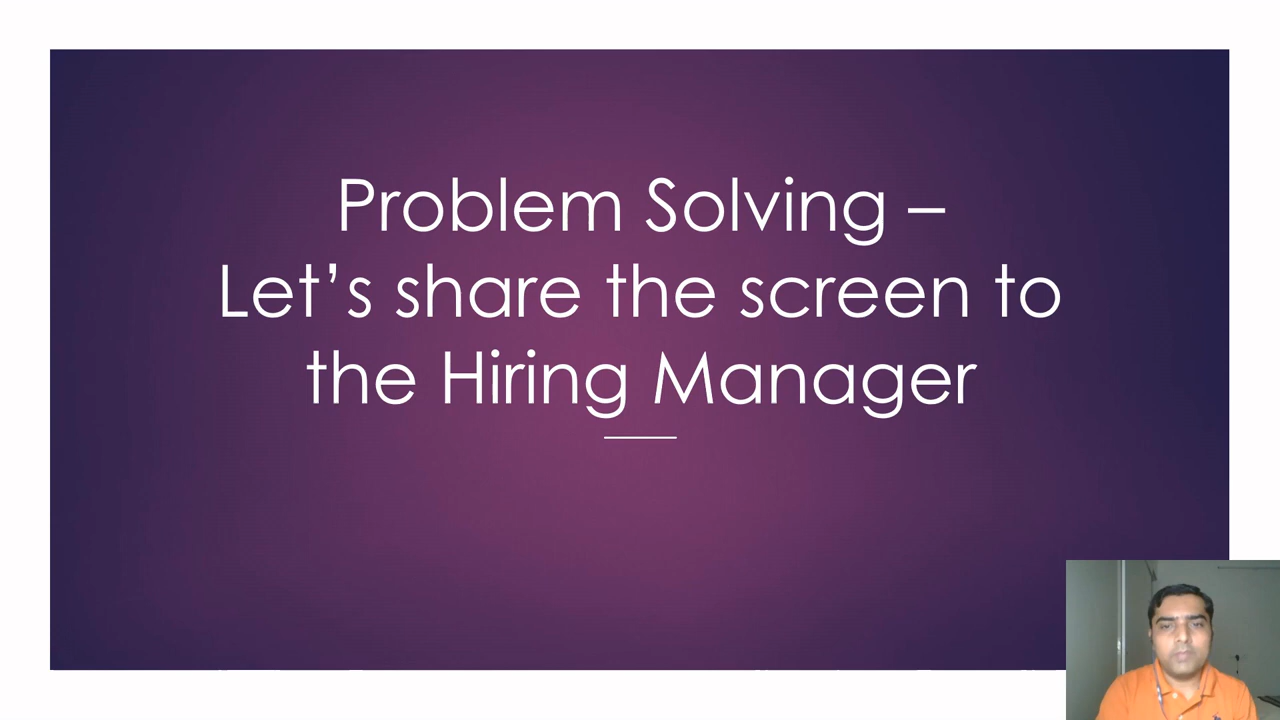 Problem Solving –
Let’s share the screen to
the Hiring Manager